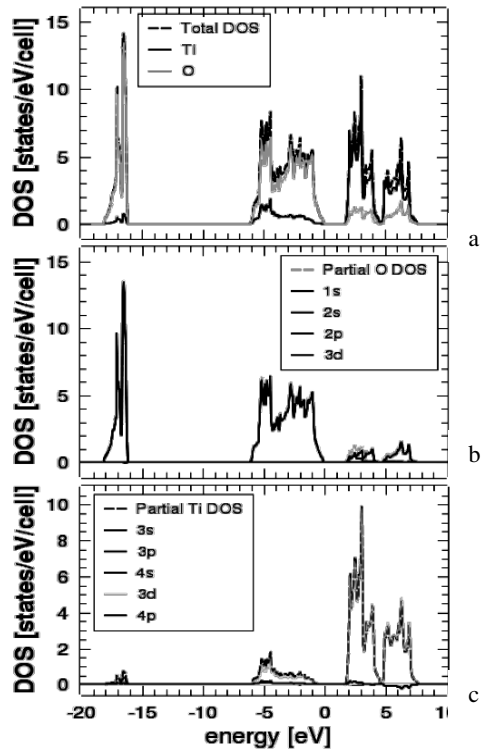 15
10
5
0
DOS [states/eV/cell]
Total DOS
Ti
O
a
15
10
5
0
DOS [states/eV/cell]
Partial O DOS
1s
2s
2p
3d
b
10
8
6
4
2
0
DOS [states/eV/cell]
Partial Ti DOS
3s
3p
4s
3d
4p
c
-20 -15 -10 -5 0 5 10
energy [eV]